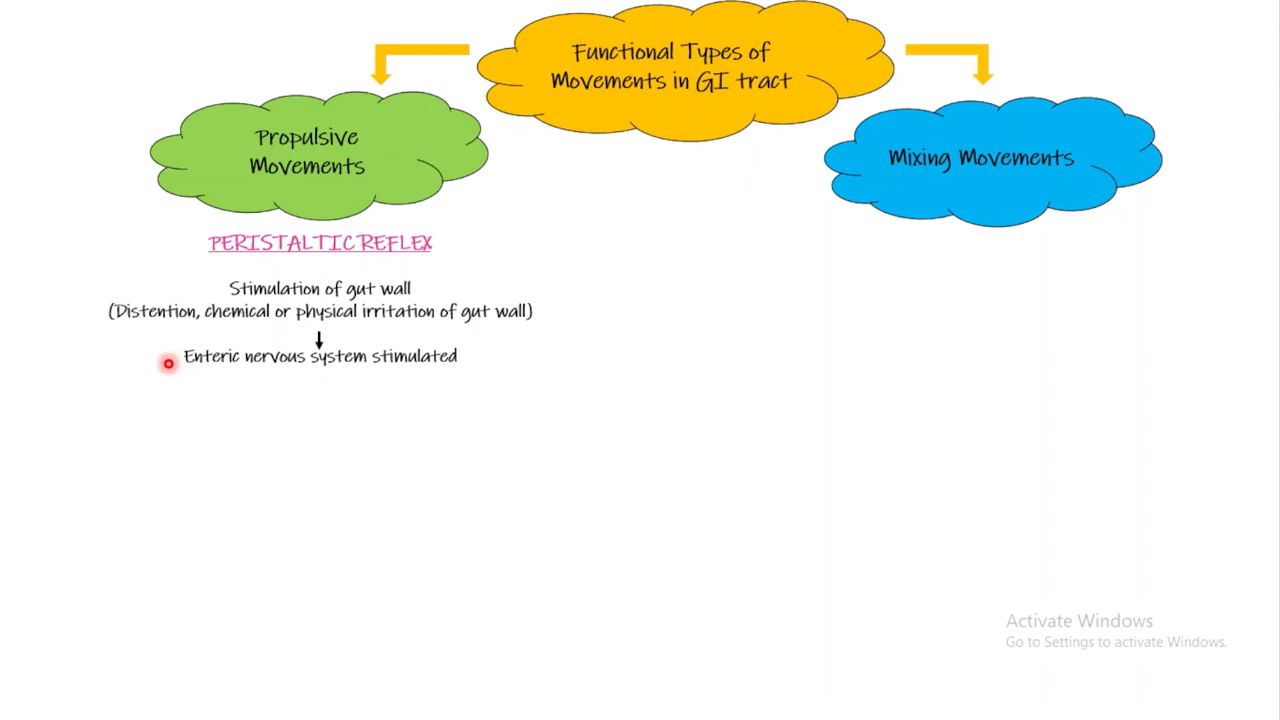 Functional Types of
Movements in GI tract
Propulsive
Movements
Mixing Movements
PERISTALTIC REFLEX
Stimulation of gut wall
(Distention, chemical or physical irritation of gut wall)
Enteric nervous system stimulated
Activate Windows
Go to Settings to activate Windows.